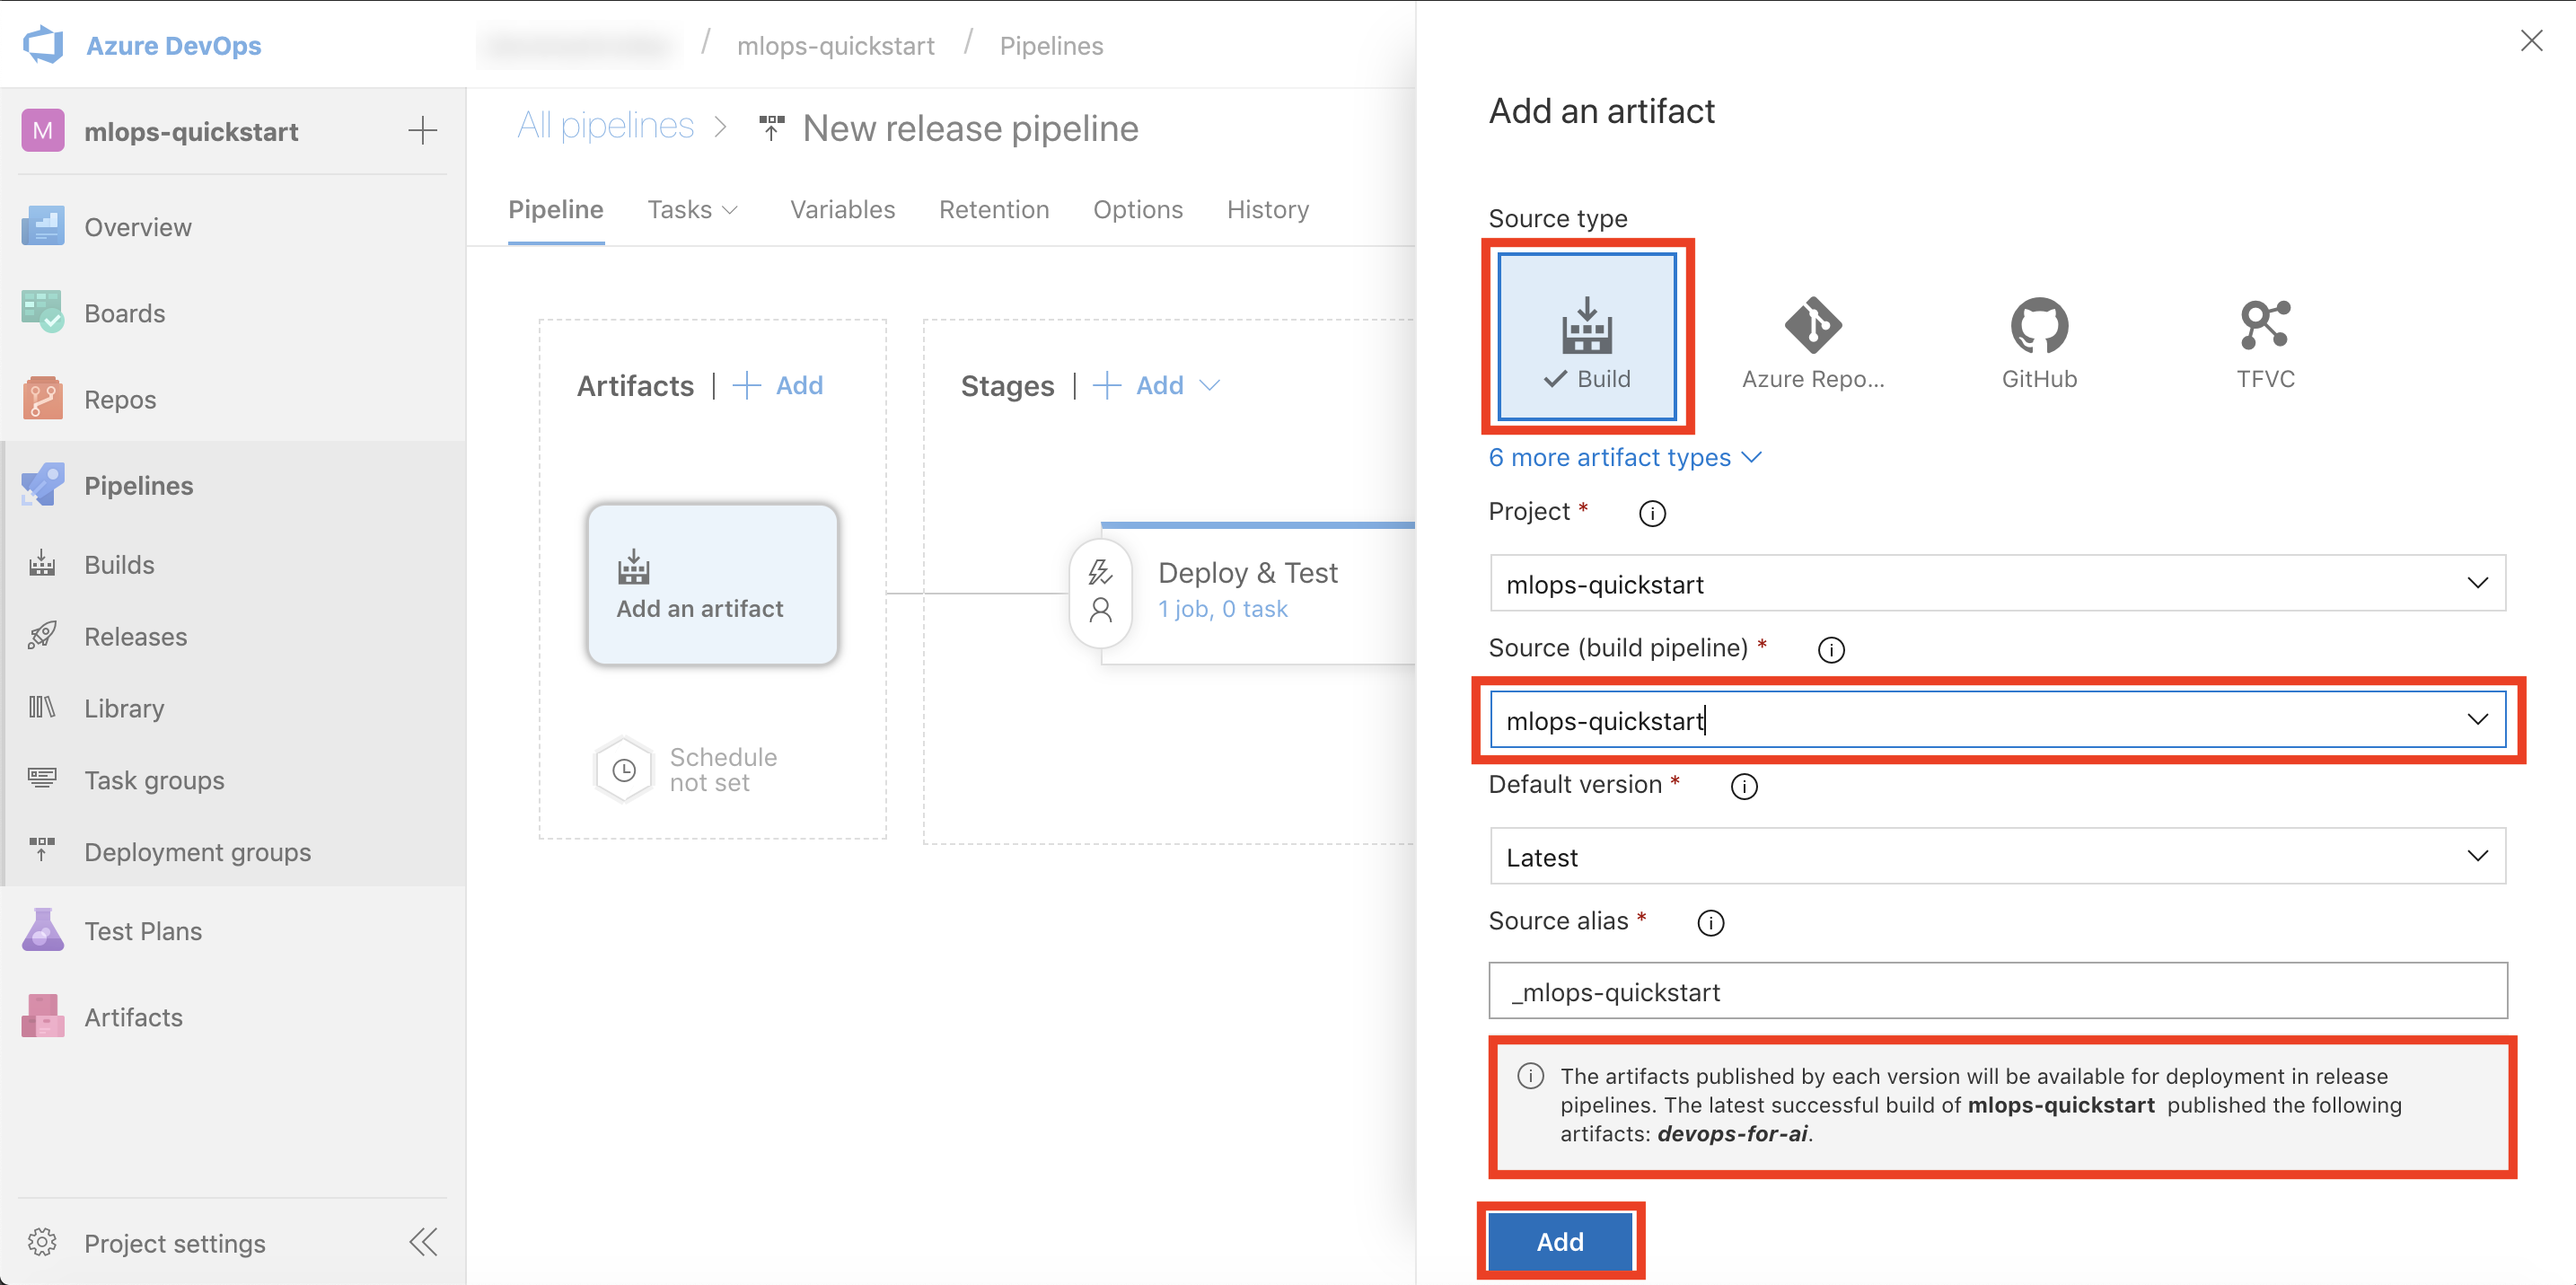 Azure DevOps
/ mlops-quickstart / Pipelines
M mlops-quickstart
Overview
Boards
Repos
Pipelines
Builds
Releases
Library
Task groups
Deployment groups
Test Plans
Artifacts
Project settings
All pipelines > New release pipeline
Pipeline Tasks Variables Retention Options History
Artifacts | + Add
Add an artifact
Schedule
not set
Stages | + Add
Deploy & Test
1 job, 0 task
Add an artifact
Source type
Build Azure Repo... GitHub TFVC
6 more artifact types
Project *
mlops-quickstart
Source (build pipeline) *
mlops-quickstart
Default version *
Latest
Source alias *
_mlops-quickstart
The artifacts published by each version will be available for deployment in release
pipelines. The latest successful build of mlops-quickstart published the following
artifacts: devops-for-ai.
Add